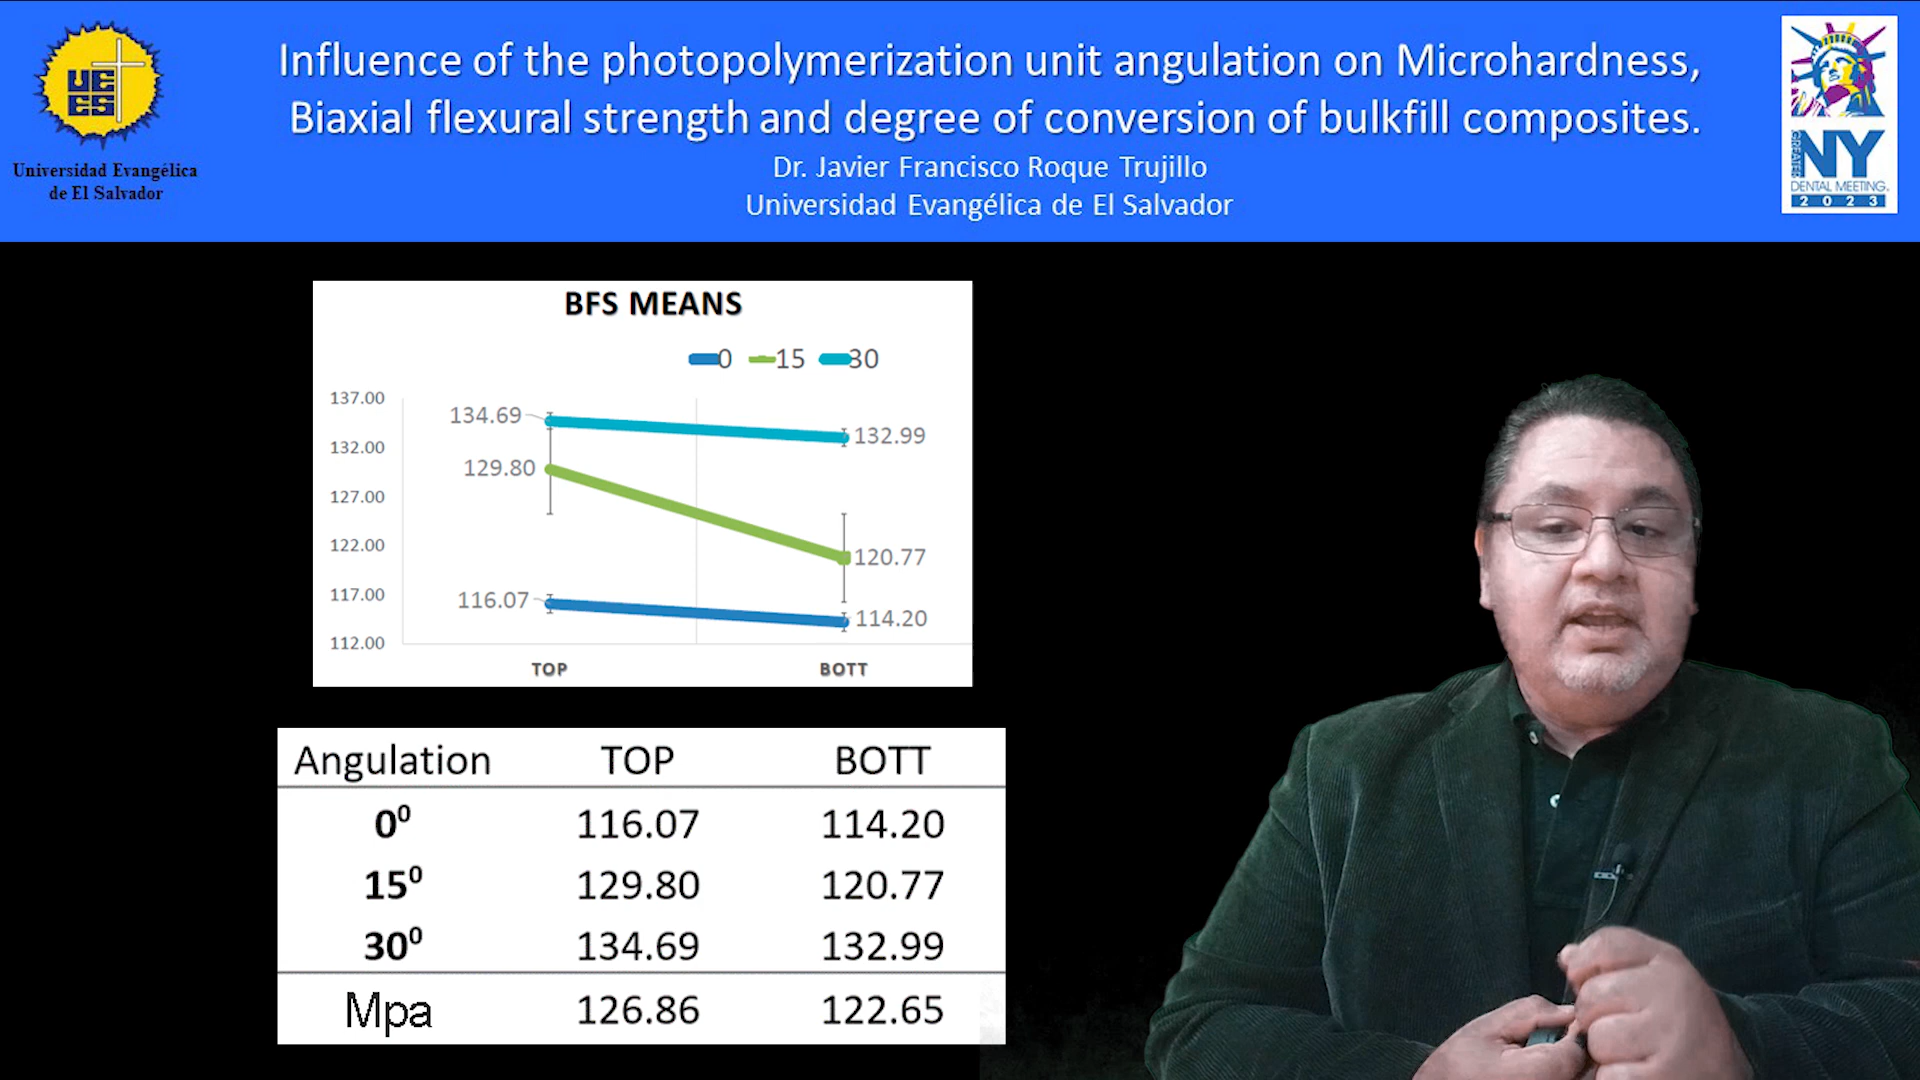 Influence of the photopolymerization unit angulation on Microhardness,
Biaxial flexural strength and degree of conversion of bulkfill composites.
Dr. Javier Francisco Roque Trujillo
Universidad Evangélica de El Salvador
UE
ES
Universidad Evangélica
de El Salvador
GREATER
NY
DENTAL MEETING.
2023
BFS MEANS
0 15 30
137.00
132.00
127.00
122.00
117.00
112.00
134.69
132.99
129.80
120.77
116.07
114.20
TOP BOTT
Angulation TOP BOTT
0⁰ 116.07 114.20
15⁰ 129.80 120.77
30⁰ 134.69 132.99
Mpa 126.86 122.65